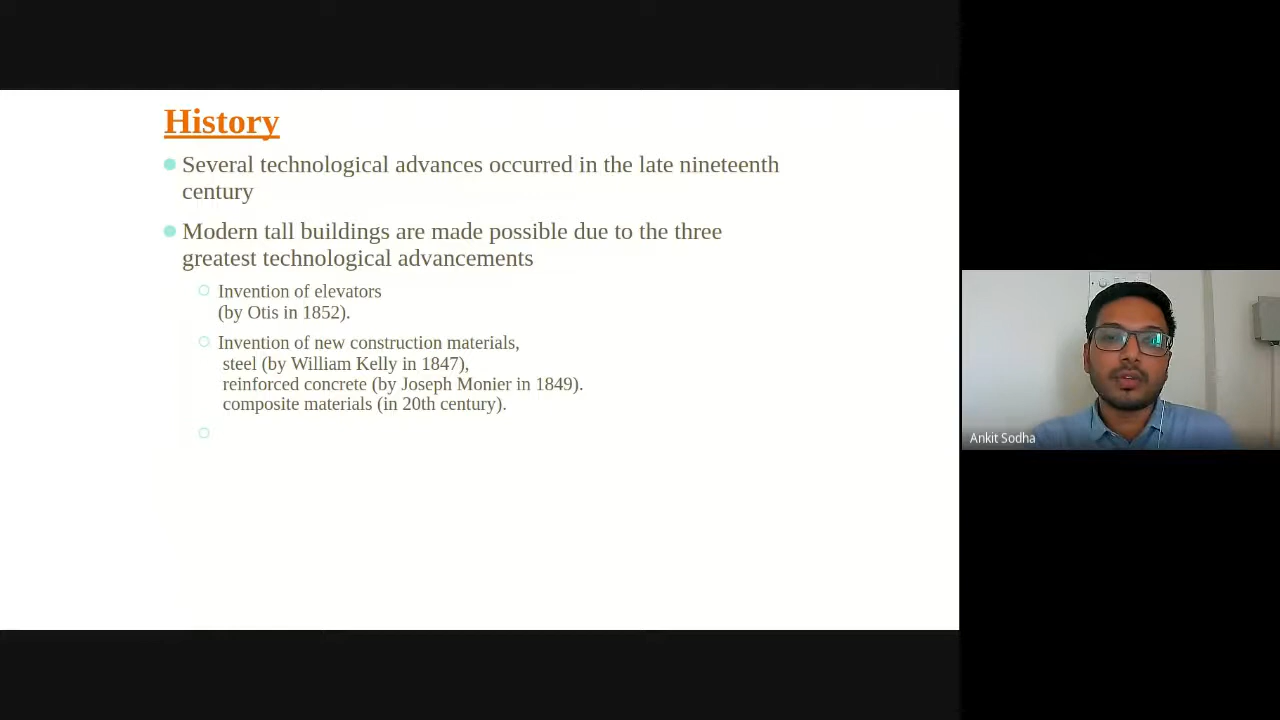 History
Several technological advances occurred in the late nineteenth
century
Modern tall buildings are made possible due to the three
greatest technological advancements
Invention of elevators
(by Otis in 1852).
Invention of new construction materials,
steel (by William Kelly in 1847),
reinforced concrete (by Joseph Monier in 1849).
composite materials (in 20th century).
Ankit Sodha